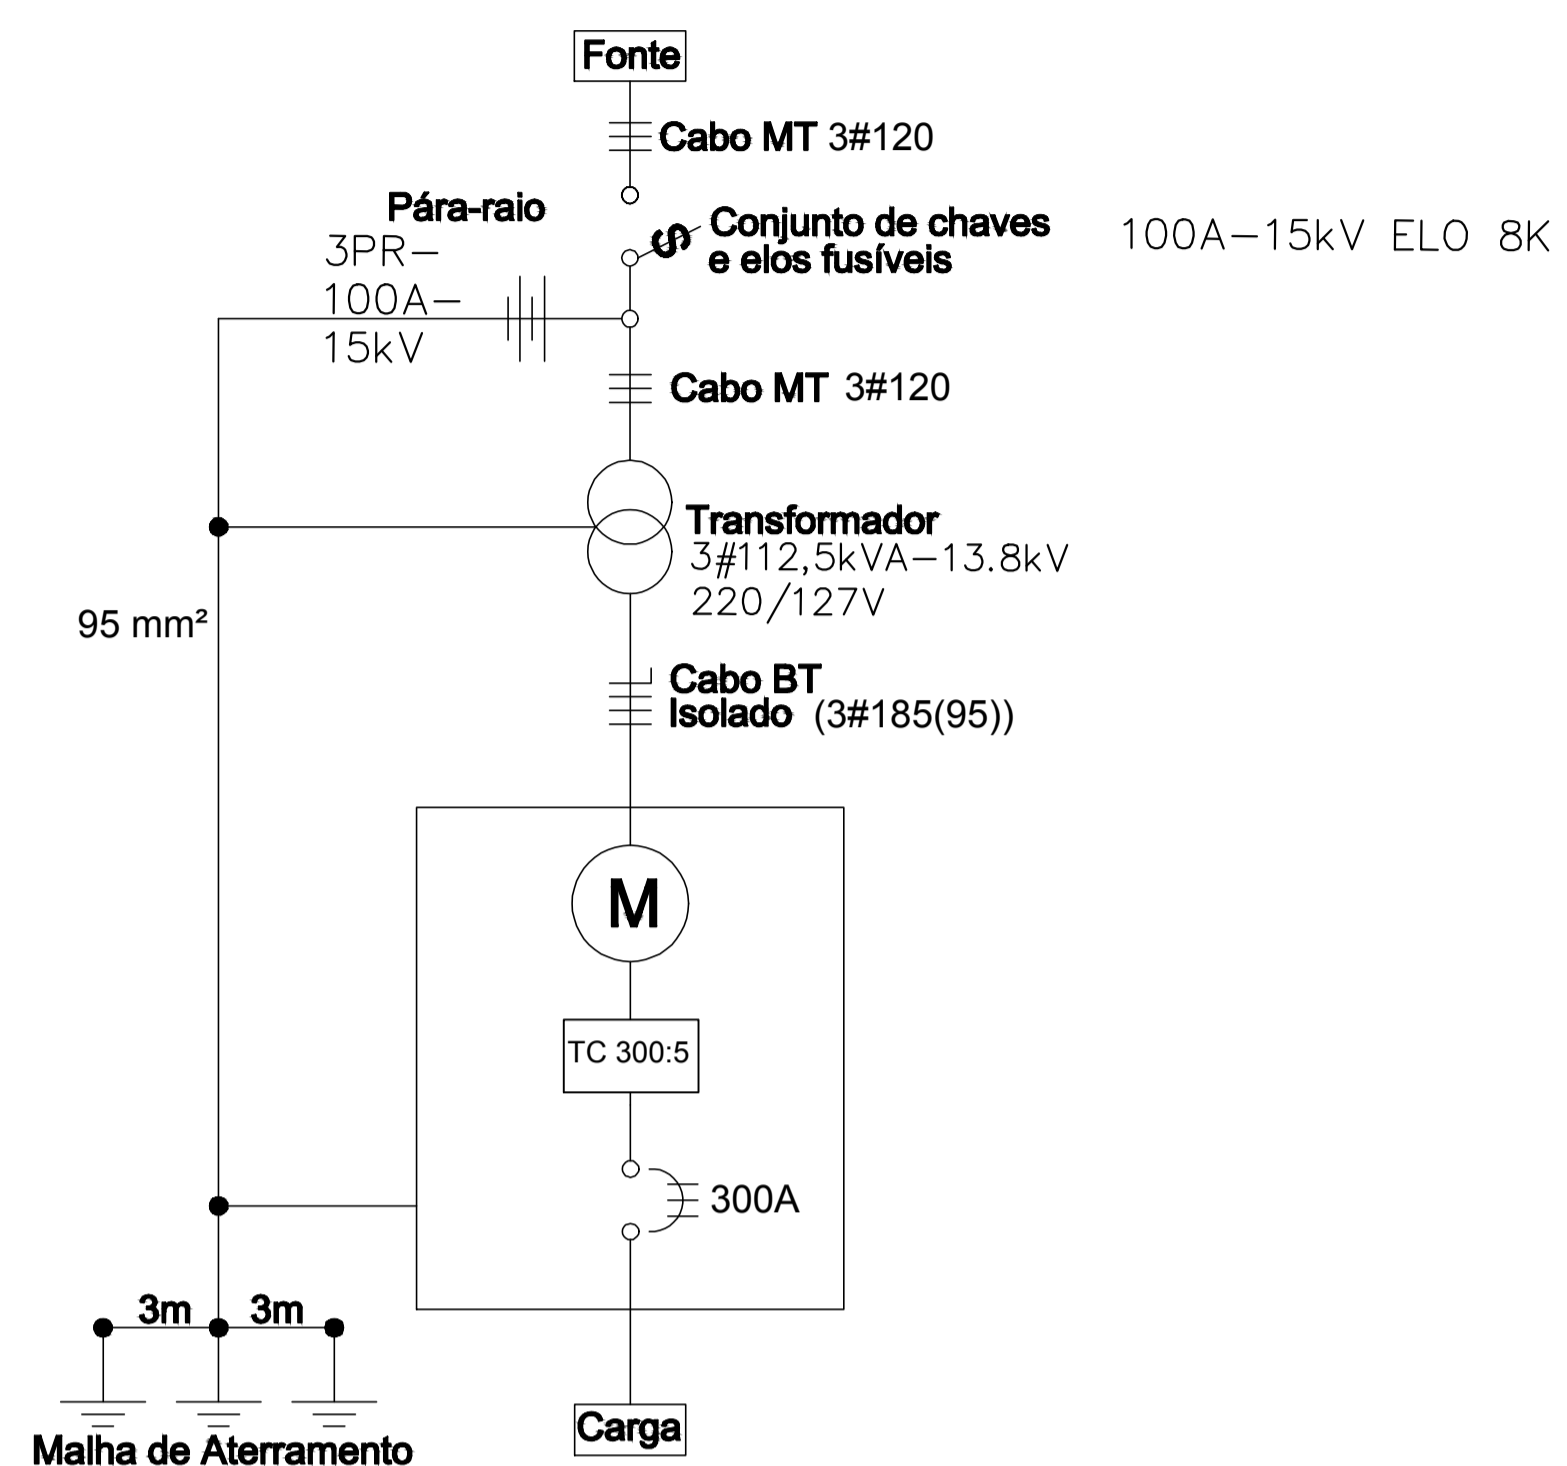 Fonte
Cabo MT 3#120
Pára-raio
3PR-
100A-
15kV
S
Conjunto de chaves
e elos fusíveis
100A-15kV ELO 8K
Cabo MT 3#120
Transformador
3#112,5kVA-13.8kV
220/127V
95 mm²
Cabo BT
Isolado (3#185(95))
M
TC 300:5
300A
3m 3m
Malha de Aterramento
Carga